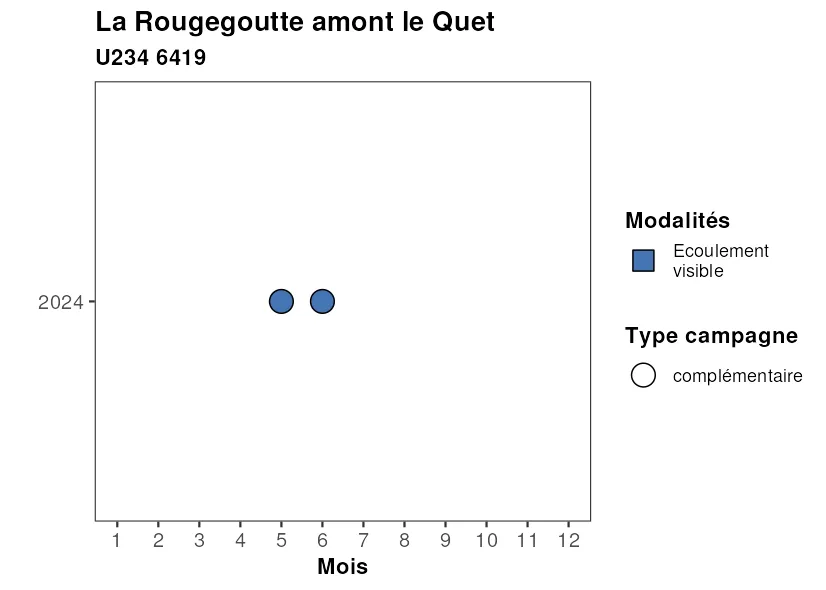 La Rougegoutte amont le Quet
U234 6419
2024
1 2 3 4 5 6 7 8 9 10 11 12
Mois
Modalités
Ecoulement
visible
Type campagne
complémentaire